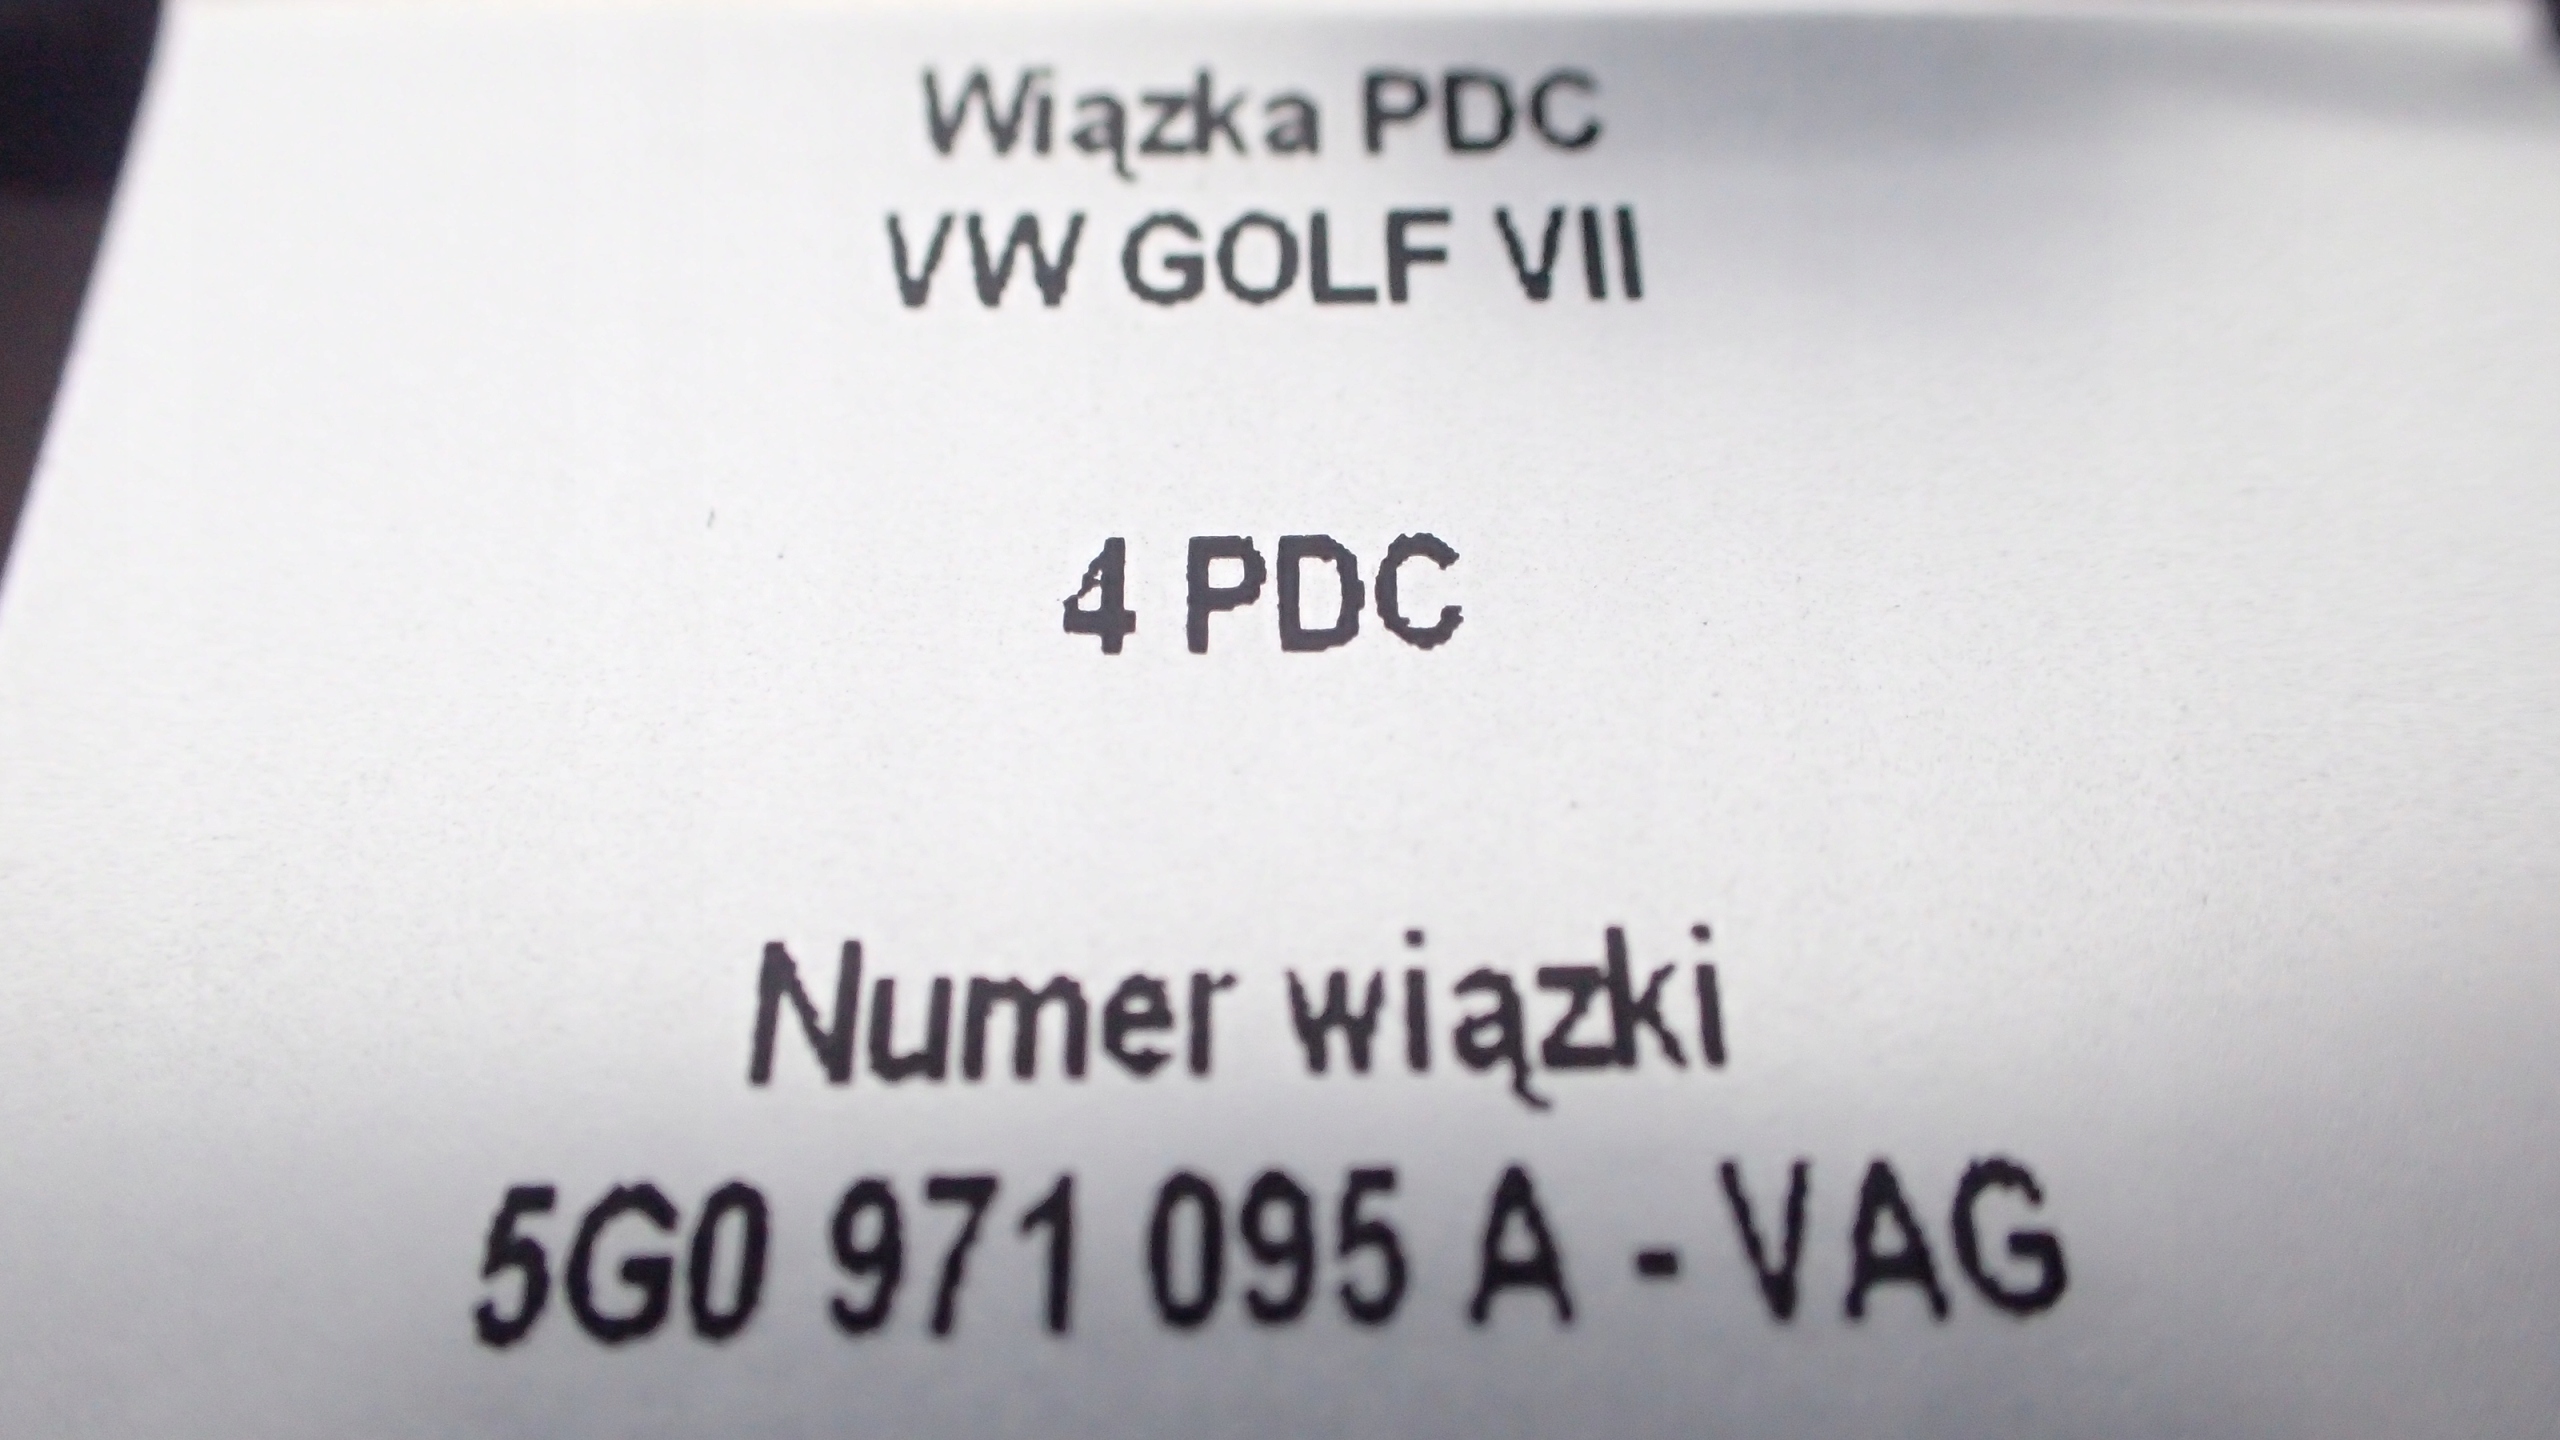 Wiązka PDC
VW GOLF VII
4 PDC
Numer wiązki
5G0 971 095 A - VAG